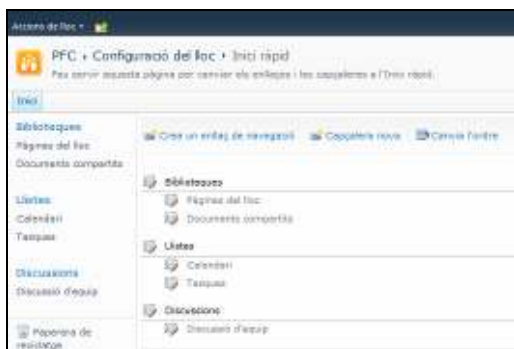 Accions de lloc
PFC › Configuració del lloc › Inici ràpid
Feu servir aquesta pàgina per canviar els enllaços i les capçaleres a l'Inici ràpid.
Inici
Biblioteques
Pàgines del lloc
Documents compartits
Llistes
Calendari
Tasques
Discussions
Discussió d'equip
Paperera de
reciclatge
Crea un enllaç de navegació Capçalera nova Canvia l'ordre
Biblioteques
Pàgines del lloc
Documents compartits
Llistes
Calendari
Tasques
Discussions
Discussió d'equip